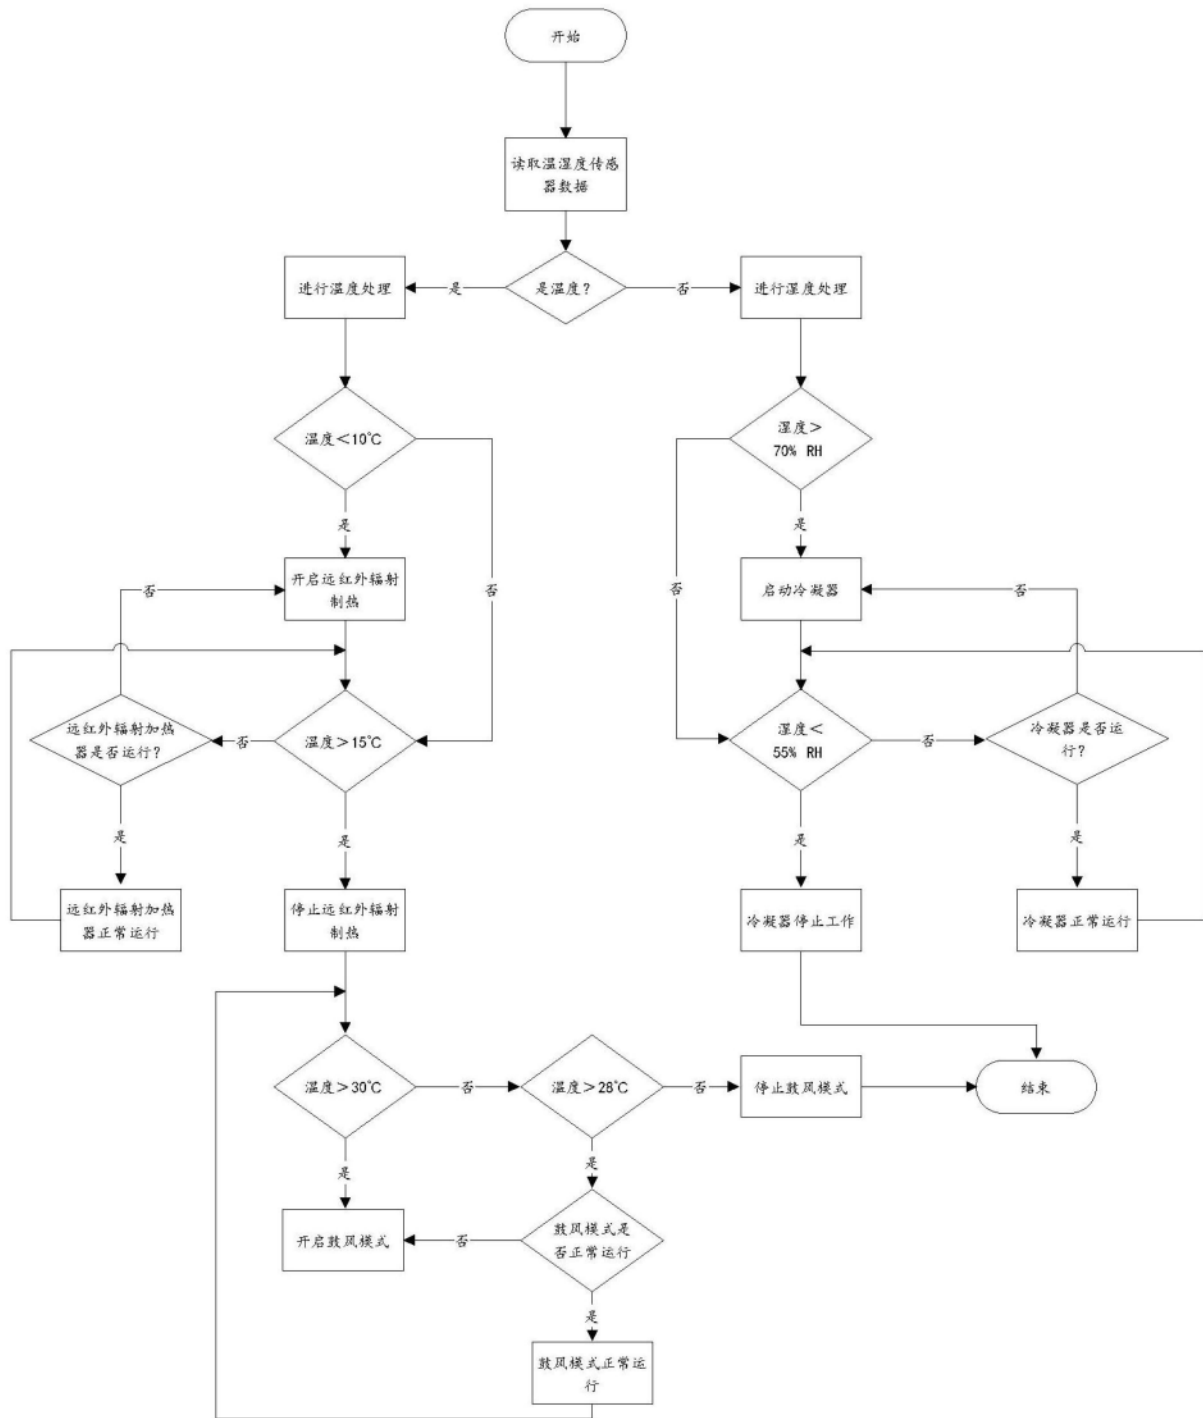 开始
读取温湿度传感
器数据
进行温度处理
是
是温度？
否
进行湿度处理
温度＜10℃
湿度＞
70% RH
是
是
否
开启远红外辐射
制热
否
否
启动冷凝器
否
远红外辐射加热
器是否运行？
否
温度＞15℃
湿度＜
55% RH
否
冷凝器是否运
行？
是
是
是
是
远红外辐射加热
器正常运行
停止远红外辐射
制热
冷凝器停止工作
冷凝器正常运行
温度＞30℃
否
温度＞28℃
否
停止鼓风模式
结束
是
是
开启鼓风模式
否
鼓风模式是
否正常运行
是
鼓风模式正常运
行